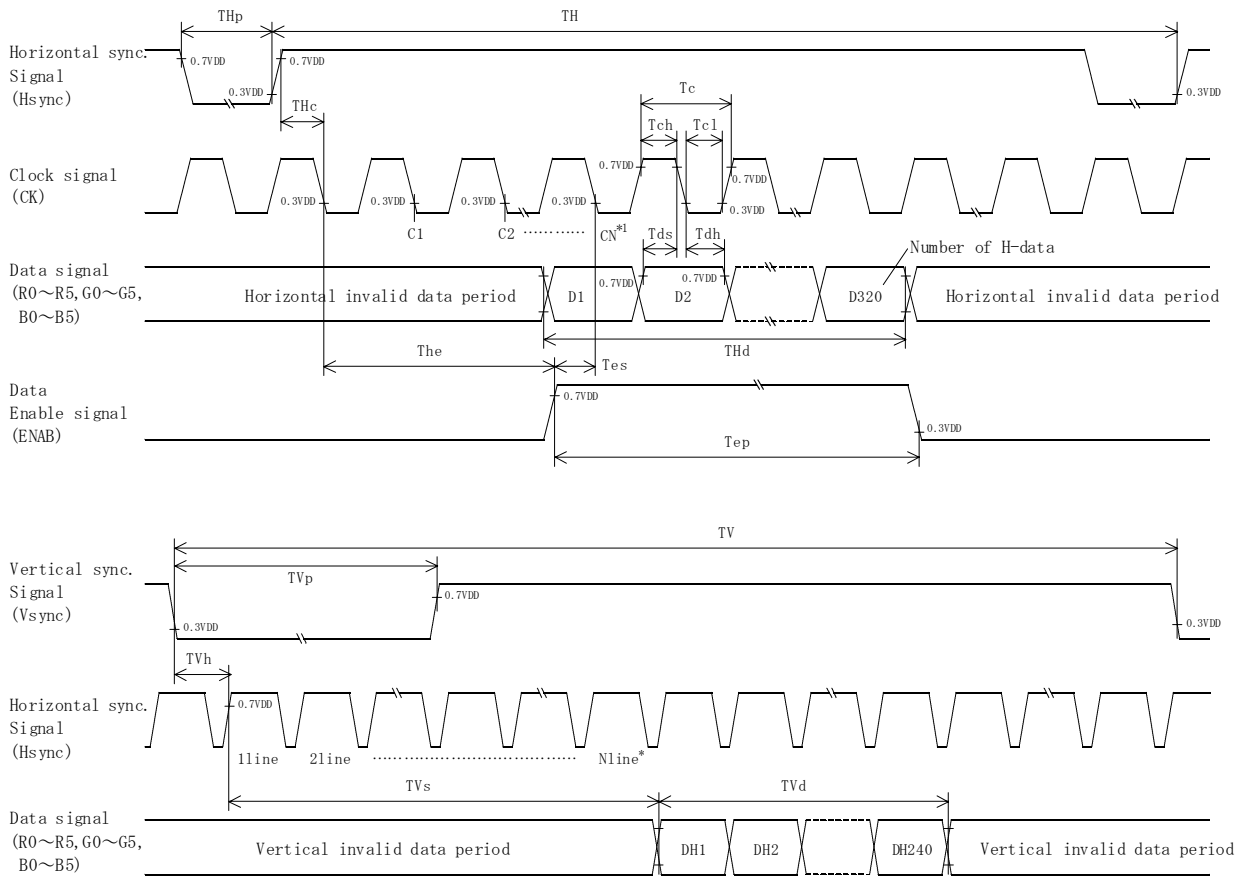 THp TH
Horizontal sync.
Signal
(Hsync)
0.7VDD 0.7VDD
0.3VDD 0.3VDD
THc Tc
Tch Tcl
Clock signal
(CK)
0.7VDD 0.7VDD
0.3VDD 0.3VDD 0.3VDD 0.3VDD 0.3VDD
C1 C2 ………… CN*1
Tds Tdh
Number of H-data
Data signal
(R0～R5,G0～G5,
B0～B5)
0.7VDD 0.7VDD
Horizontal invalid data period D1 D2 D320 Horizontal invalid data period
The THd
Tes
Data
Enable signal
(ENAB)
0.7VDD
0.3VDD
Tep
TV
Vertical sync.
Signal
(Vsync)
TVp
0.7VDD
0.3VDD 0.3VDD
TVh
Horizontal sync.
Signal
(Hsync)
0.7VDD
1line 2line ………………………………… Nline*
TVs TVd
Data signal
(R0～R5,G0～G5,
B0～B5)
Vertical invalid data period DH1 DH2 DH240 Vertical invalid data period